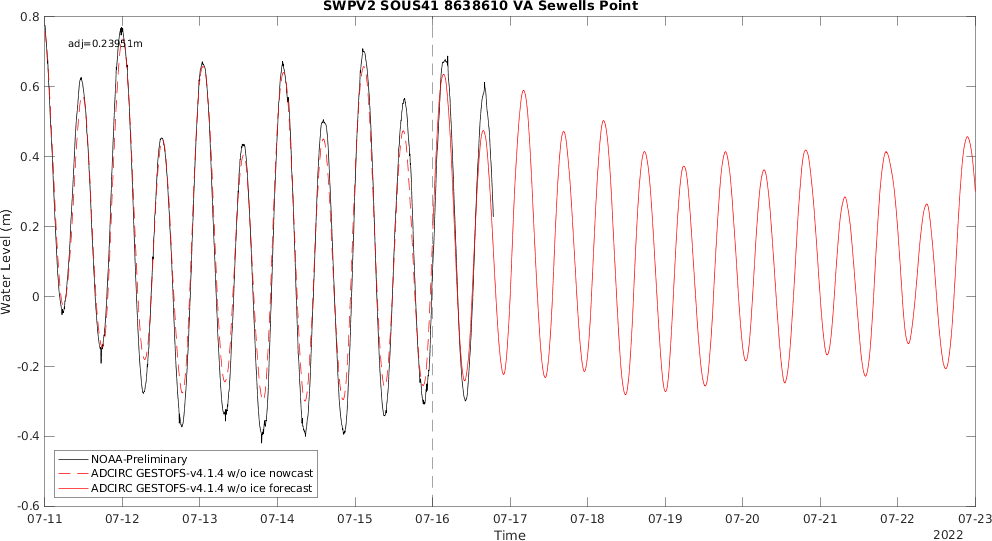 SWPV2 SOUS41 8638610 VA Sewells Point
adj=0.23951m
0.8
0.6
0.4
0.2
0
-0.2
-0.4
-0.6
Water Level (m)
NOAA-Preliminary
ADCIRC GESTOFS-v4.1.4 w/o ice nowcast
ADCIRC GESTOFS-v4.1.4 w/o ice forecast
07-11 07-12 07-13 07-14 07-15 07-16 07-17 07-18 07-19 07-20 07-21 07-22 07-23
Time
2022